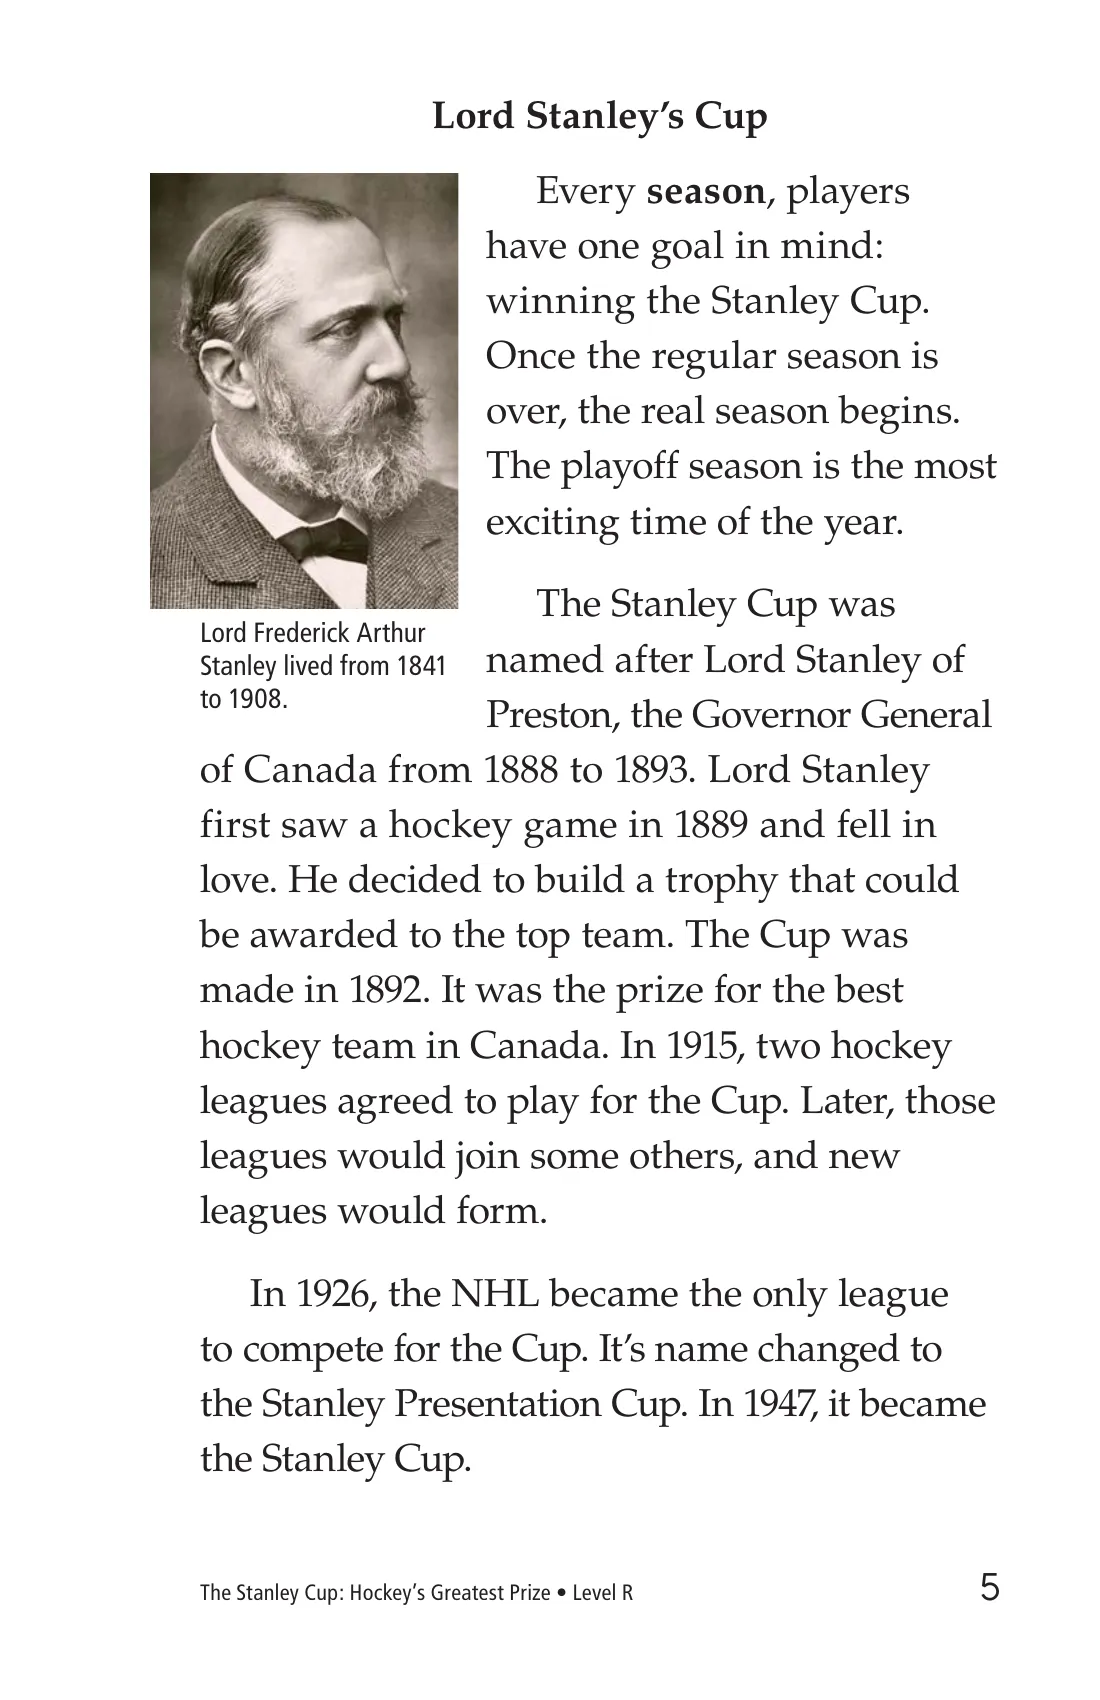 Lord Stanley’s Cup
Every season, players
have one goal in mind:
winning the Stanley Cup.
Once the regular season is
over, the real season begins.
The playoff season is the most
exciting time of the year.
Lord Frederick Arthur
Stanley lived from 1841
to 1908.
The Stanley Cup was
named after Lord Stanley of
Preston, the Governor General
of Canada from 1888 to 1893. Lord Stanley
first saw a hockey game in 1889 and fell in
love. He decided to build a trophy that could
be awarded to the top team. The Cup was
made in 1892. It was the prize for the best
hockey team in Canada. In 1915, two hockey
leagues agreed to play for the Cup. Later, those
leagues would join some others, and new
leagues would form.
In 1926, the NHL became the only league
to compete for the Cup. It’s name changed to
the Stanley Presentation Cup. In 1947, it became
the Stanley Cup.
The Stanley Cup: Hockey’s Greatest Prize • Level R
5